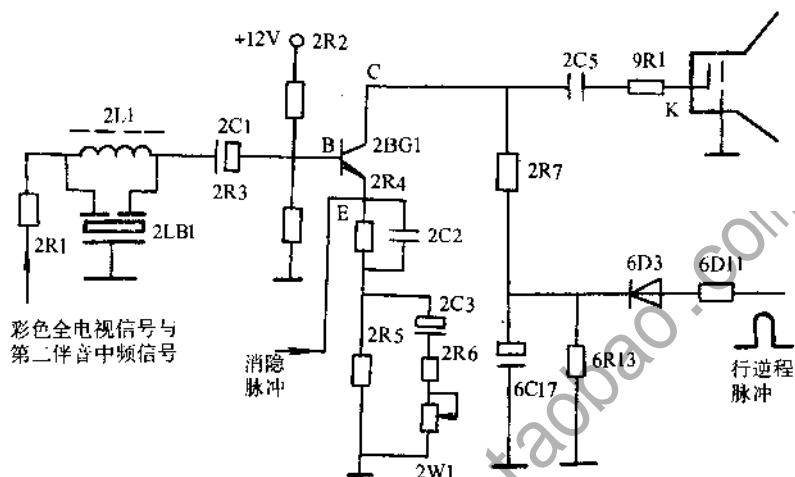 +12V 2R2
C
2C5
9R1
K
2L1
2C1
B
2BG1
2R3
2R4
2R7
E
2R1
2LB1
2C2
6D3
6D11
彩色全电视信号与
第二伴音中频信号
2C3
消隐
脉冲
2R5
2R6
6R13
6C17
行逆程
脉冲
2W1
taobao.com